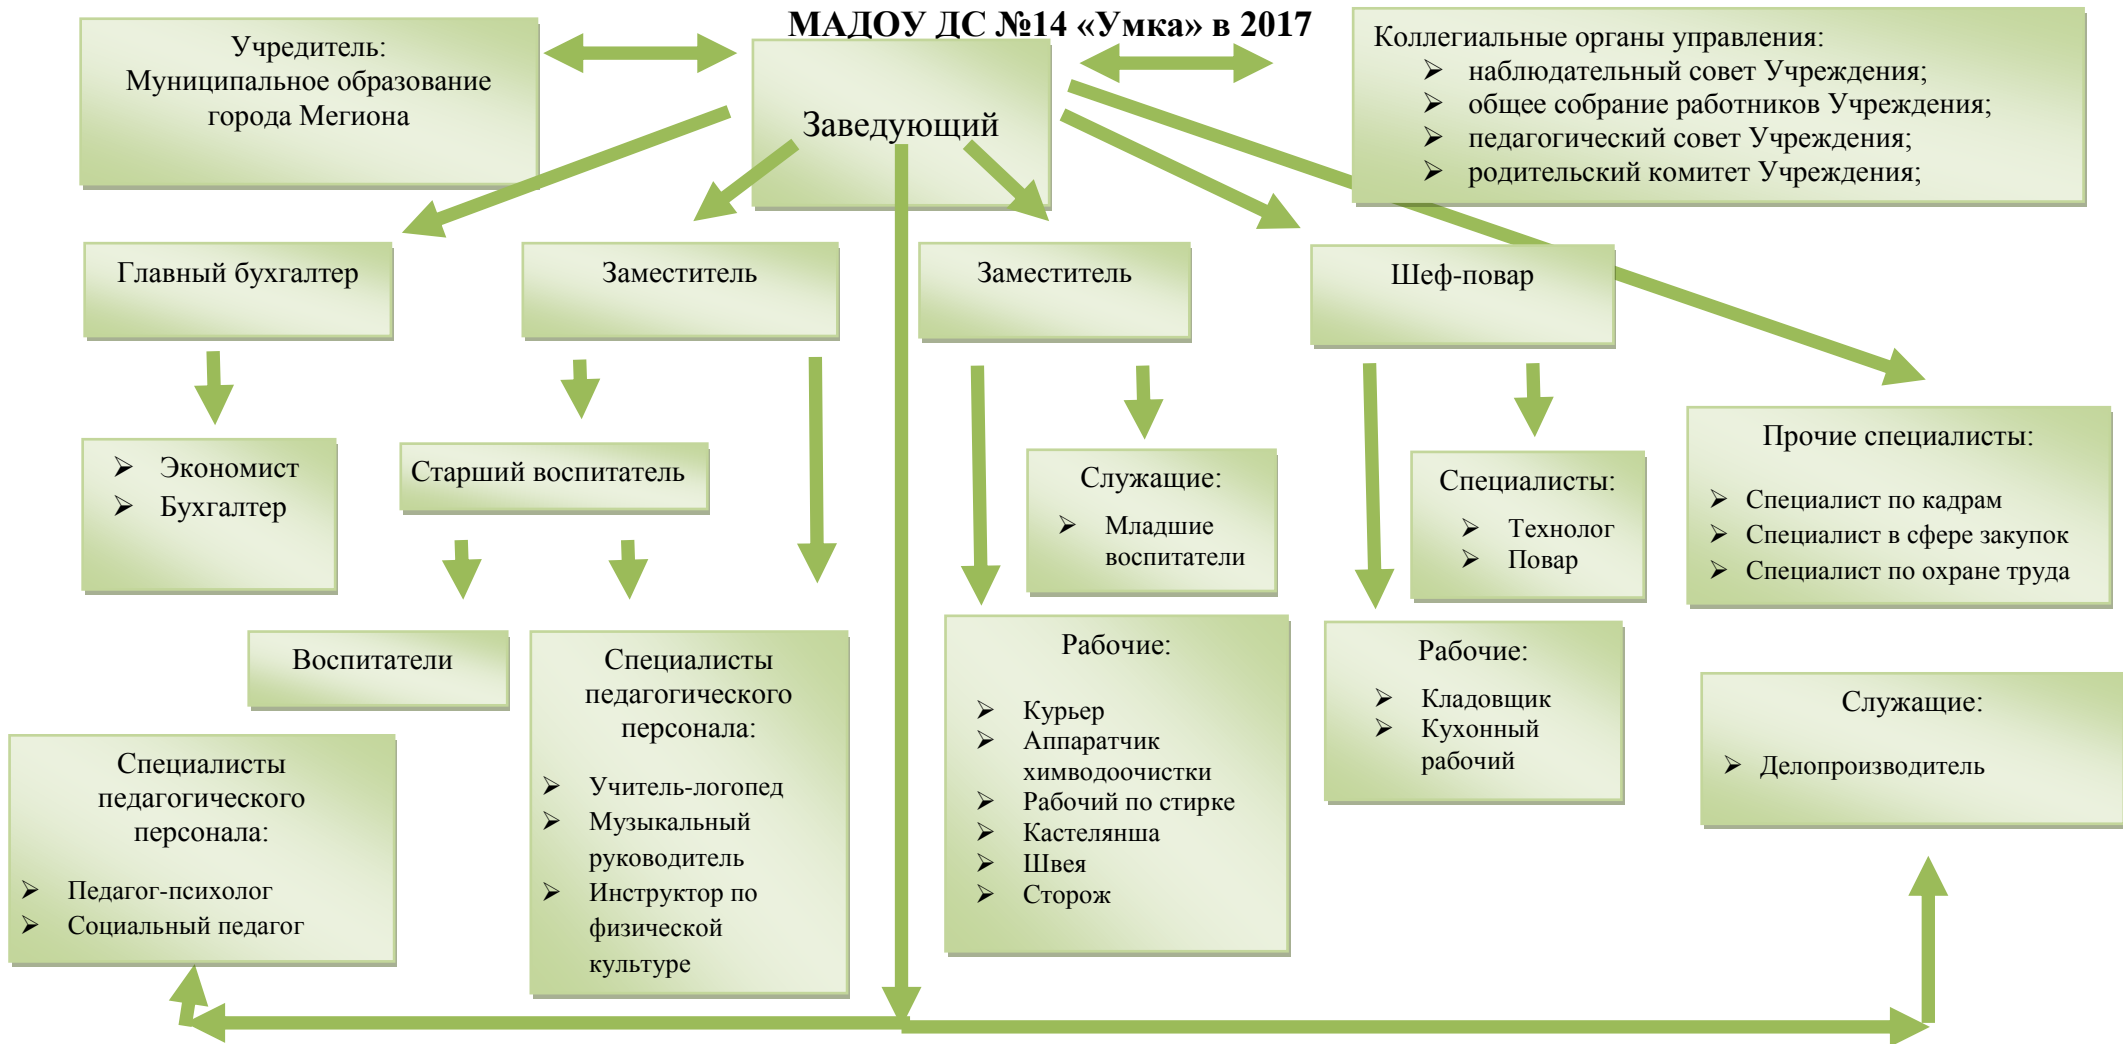 МАДОУ ДС №14 «Умка» в 2017
Учредитель:
Муниципальное образование
города Мегиона
Заведующий
Коллегиальные органы управления:
➢ наблюдательный совет Учреждения;
➢ общее собрание работников Учреждения;
➢ педагогический совет Учреждения;
➢ родительский комитет Учреждения;
Главный бухгалтер
Заместитель
Заместитель
Шеф-повар
➢ Экономист
➢ Бухгалтер
Старший воспитатель
Служащие:
➢ Младшие
воспитатели
Специалисты:
➢ Технолог
➢ Повар
Прочие специалисты:
➢ Специалист по кадрам
➢ Специалист в сфере закупок
➢ Специалист по охране труда
Воспитатели
Специалисты
педагогического
персонала:
➢ Учитель-логопед
➢ Музыкальный
руководитель
➢ Инструктор по
физической
культуре
Рабочие:
➢ Курьер
➢ Аппаратчик
химводоочистки
➢ Рабочий по стирке
➢ Кастелянша
➢ Швея
➢ Сторож
Рабочие:
➢ Кладовщик
➢ Кухонный
рабочий
Служащие:
➢ Делопроизводитель
Специалисты
педагогического
персонала:
➢ Педагог-психолог
➢ Социальный педагог